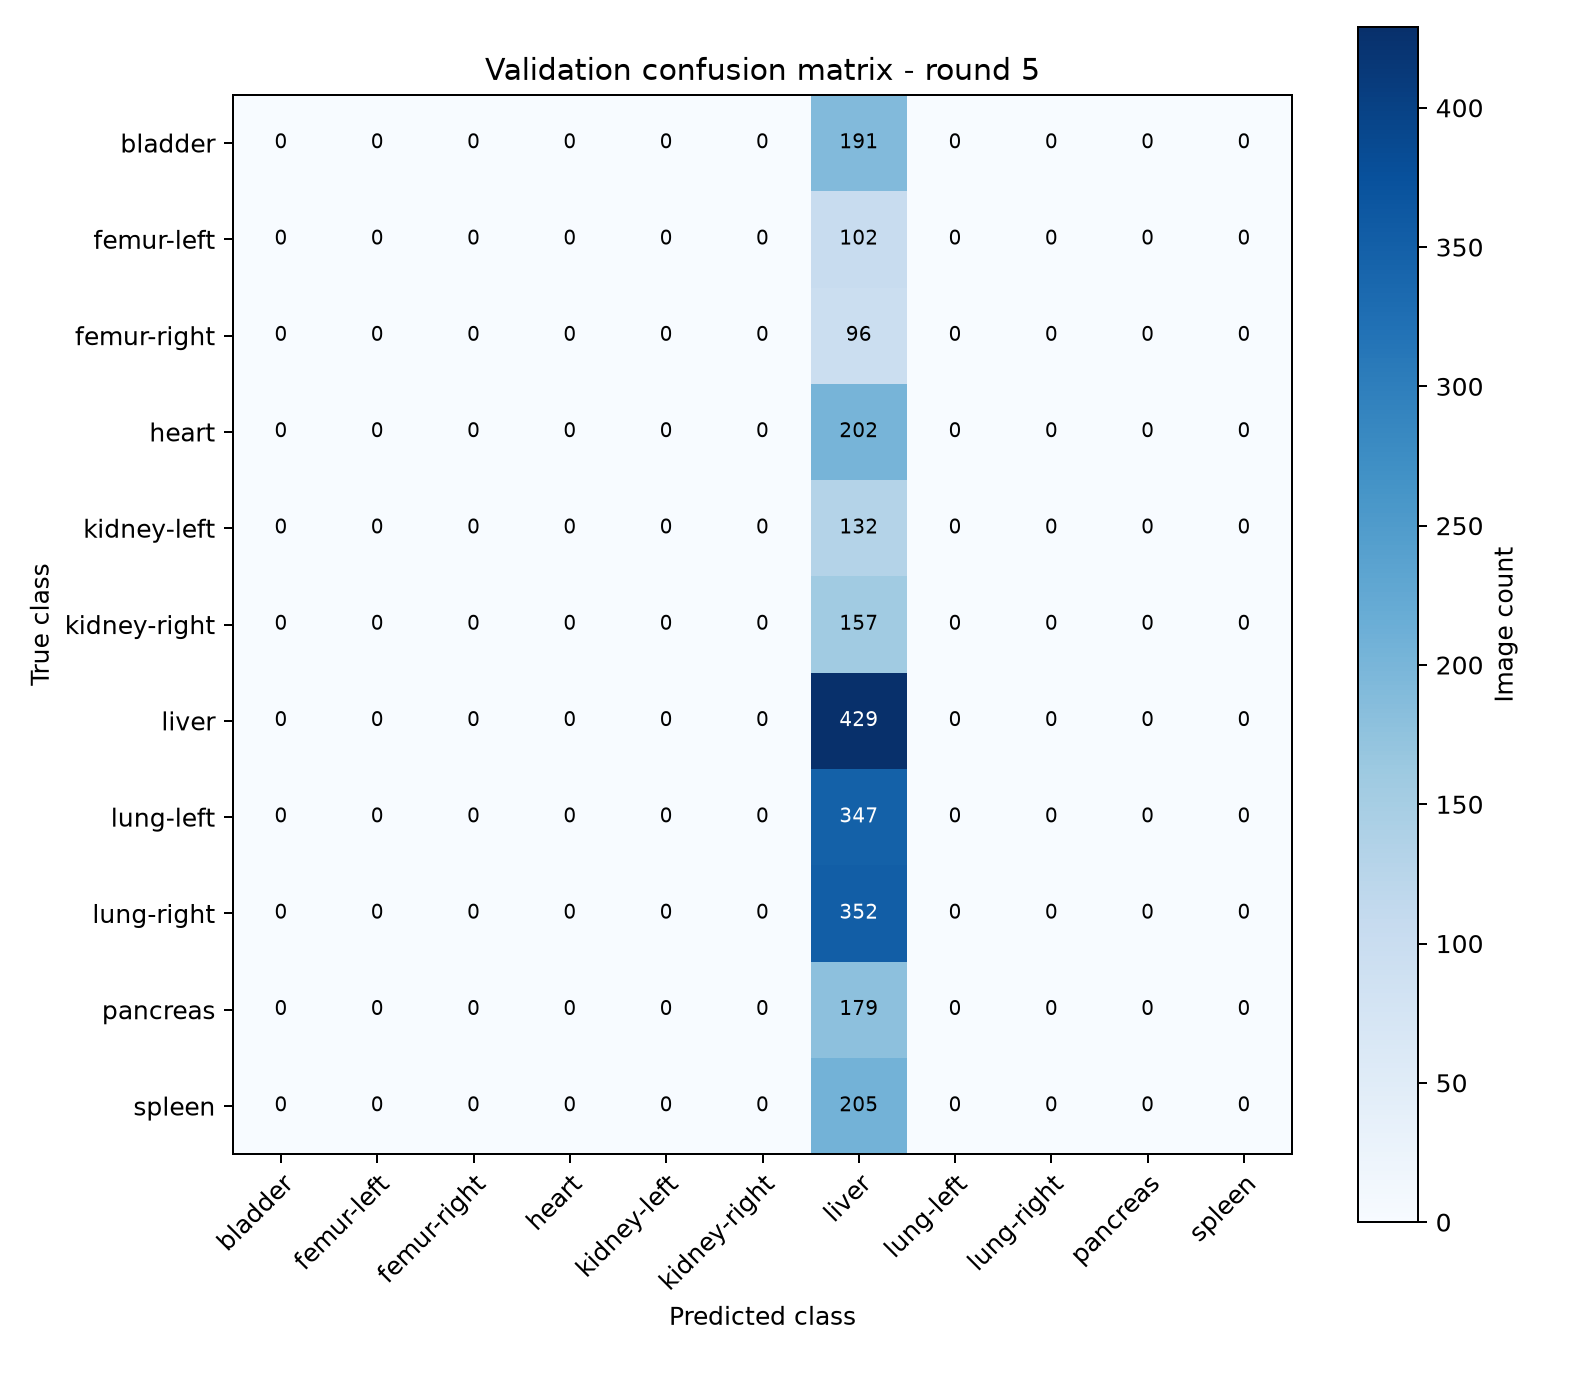 Validation confusion matrix - round 5
bladder 0 0 0 0 0 0 191 0 0 0 0
femur-left 0 0 0 0 0 0 102 0 0 0 0
femur-right 0 0 0 0 0 0 96 0 0 0 0
heart 0 0 0 0 0 0 202 0 0 0 0
kidney-left 0 0 0 0 0 0 132 0 0 0 0
kidney-right 0 0 0 0 0 0 157 0 0 0 0
liver 0 0 0 0 0 0 429 0 0 0 0
lung-left 0 0 0 0 0 0 347 0 0 0 0
lung-right 0 0 0 0 0 0 352 0 0 0 0
pancreas 0 0 0 0 0 0 179 0 0 0 0
spleen 0 0 0 0 0 0 205 0 0 0 0
True class
bladder femur-left femur-right heart kidney-left kidney-right liver lung-left lung-right pancreas spleen
Predicted class
400
350
300
250
200
150
100
50
0
Image count